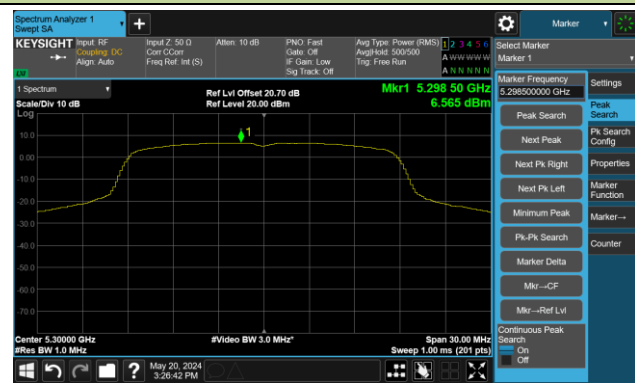 Spectrum Analyzer 1
Swept SA
+
Marker
KEYSIGHT
Input: RF
Coupling: DC
Align: Auto
Input Z: 50 Ω
Corr CCorr
Freq Ref: Int (S)
Atten: 10 dB
PNO: Fast
Gate: Off
IF Gain: Low
Sig Track: Off
Avg Type: Power (RMS)
Avg|Hold: 500/500
Trig: Free Run
1 2 3 4 5 6
A W W W W W
A N N N N N
LNI
Select Marker
Marker 1
1 Spectrum
Scale/Div 10 dB
Log
Ref Lvl Offset 20.70 dB
Ref Level 20.00 dBm
Mkr1 5.298 50 GHz
6.565 dBm
1
10.0
0.00
-10.0
-20.0
-30.0
-40.0
-50.0
-60.0
-70.0
Center 5.30000 GHz
#Res BW 1.0 MHz
#Video BW 3.0 MHz*
Span 30.00 MHz
Sweep 1.00 ms (201 pts)
Marker Frequency
5.298500000 GHz
Peak Search
Next Peak
Next Pk Right
Next Pk Left
Minimum Peak
Pk-Pk Search
Marker Delta
Mkr→CF
Mkr→Ref Lvl
Continuous Peak
Search
On
Off
Settings
Peak
Search
Pk Search
Config
Properties
Marker
Function
Marker→
Counter
?
May 20, 2024
3:26:42 PM